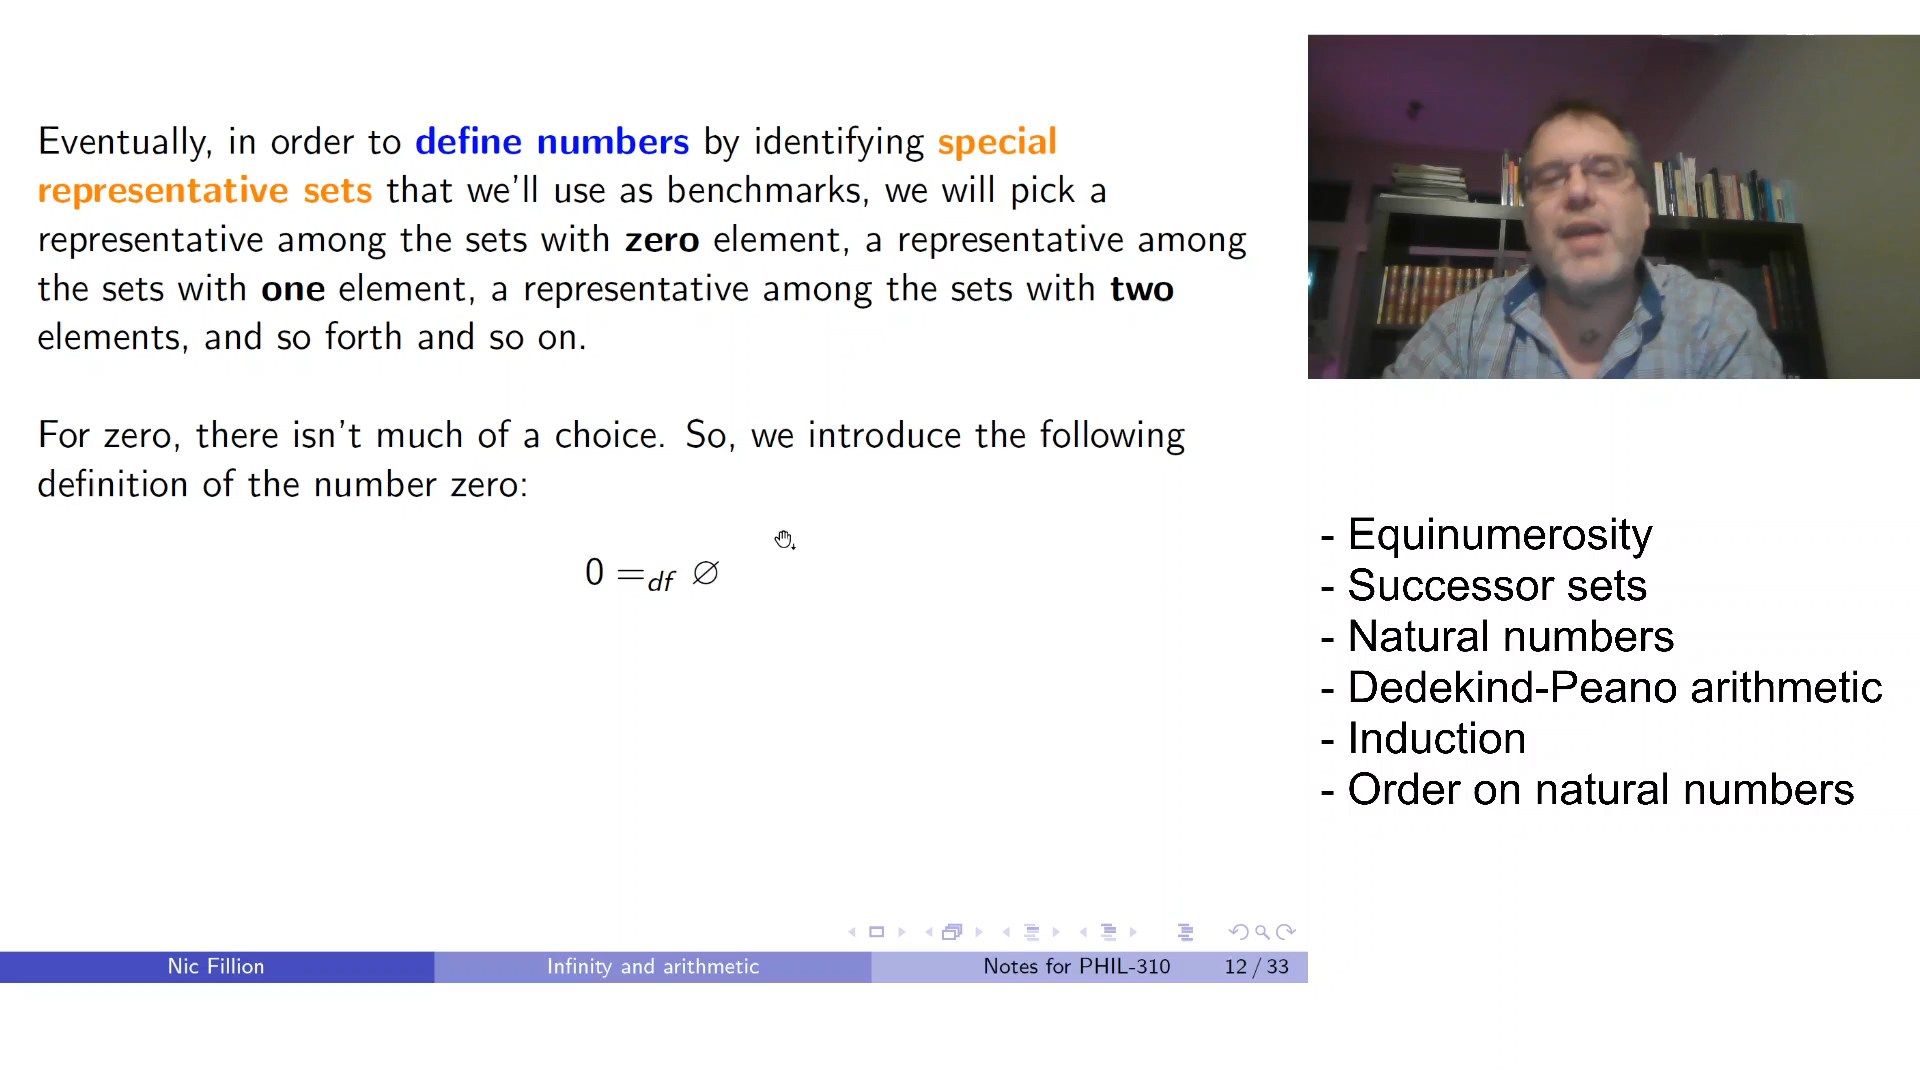 Eventually, in order to define numbers by identifying special
representative sets that we'll use as benchmarks, we will pick a
representative among the sets with zero element, a representative among
the sets with one element, a representative among the sets with two
elements, and so forth and so on.
For zero, there isn't much of a choice. So, we introduce the following
definition of the number zero:
0 =df ∅
- Equinumerosity
- Successor sets
- Natural numbers
- Dedekind-Peano arithmetic
- Induction
- Order on natural numbers
Nic Fillion
Infinity and arithmetic
Notes for PHIL-310
12 / 33